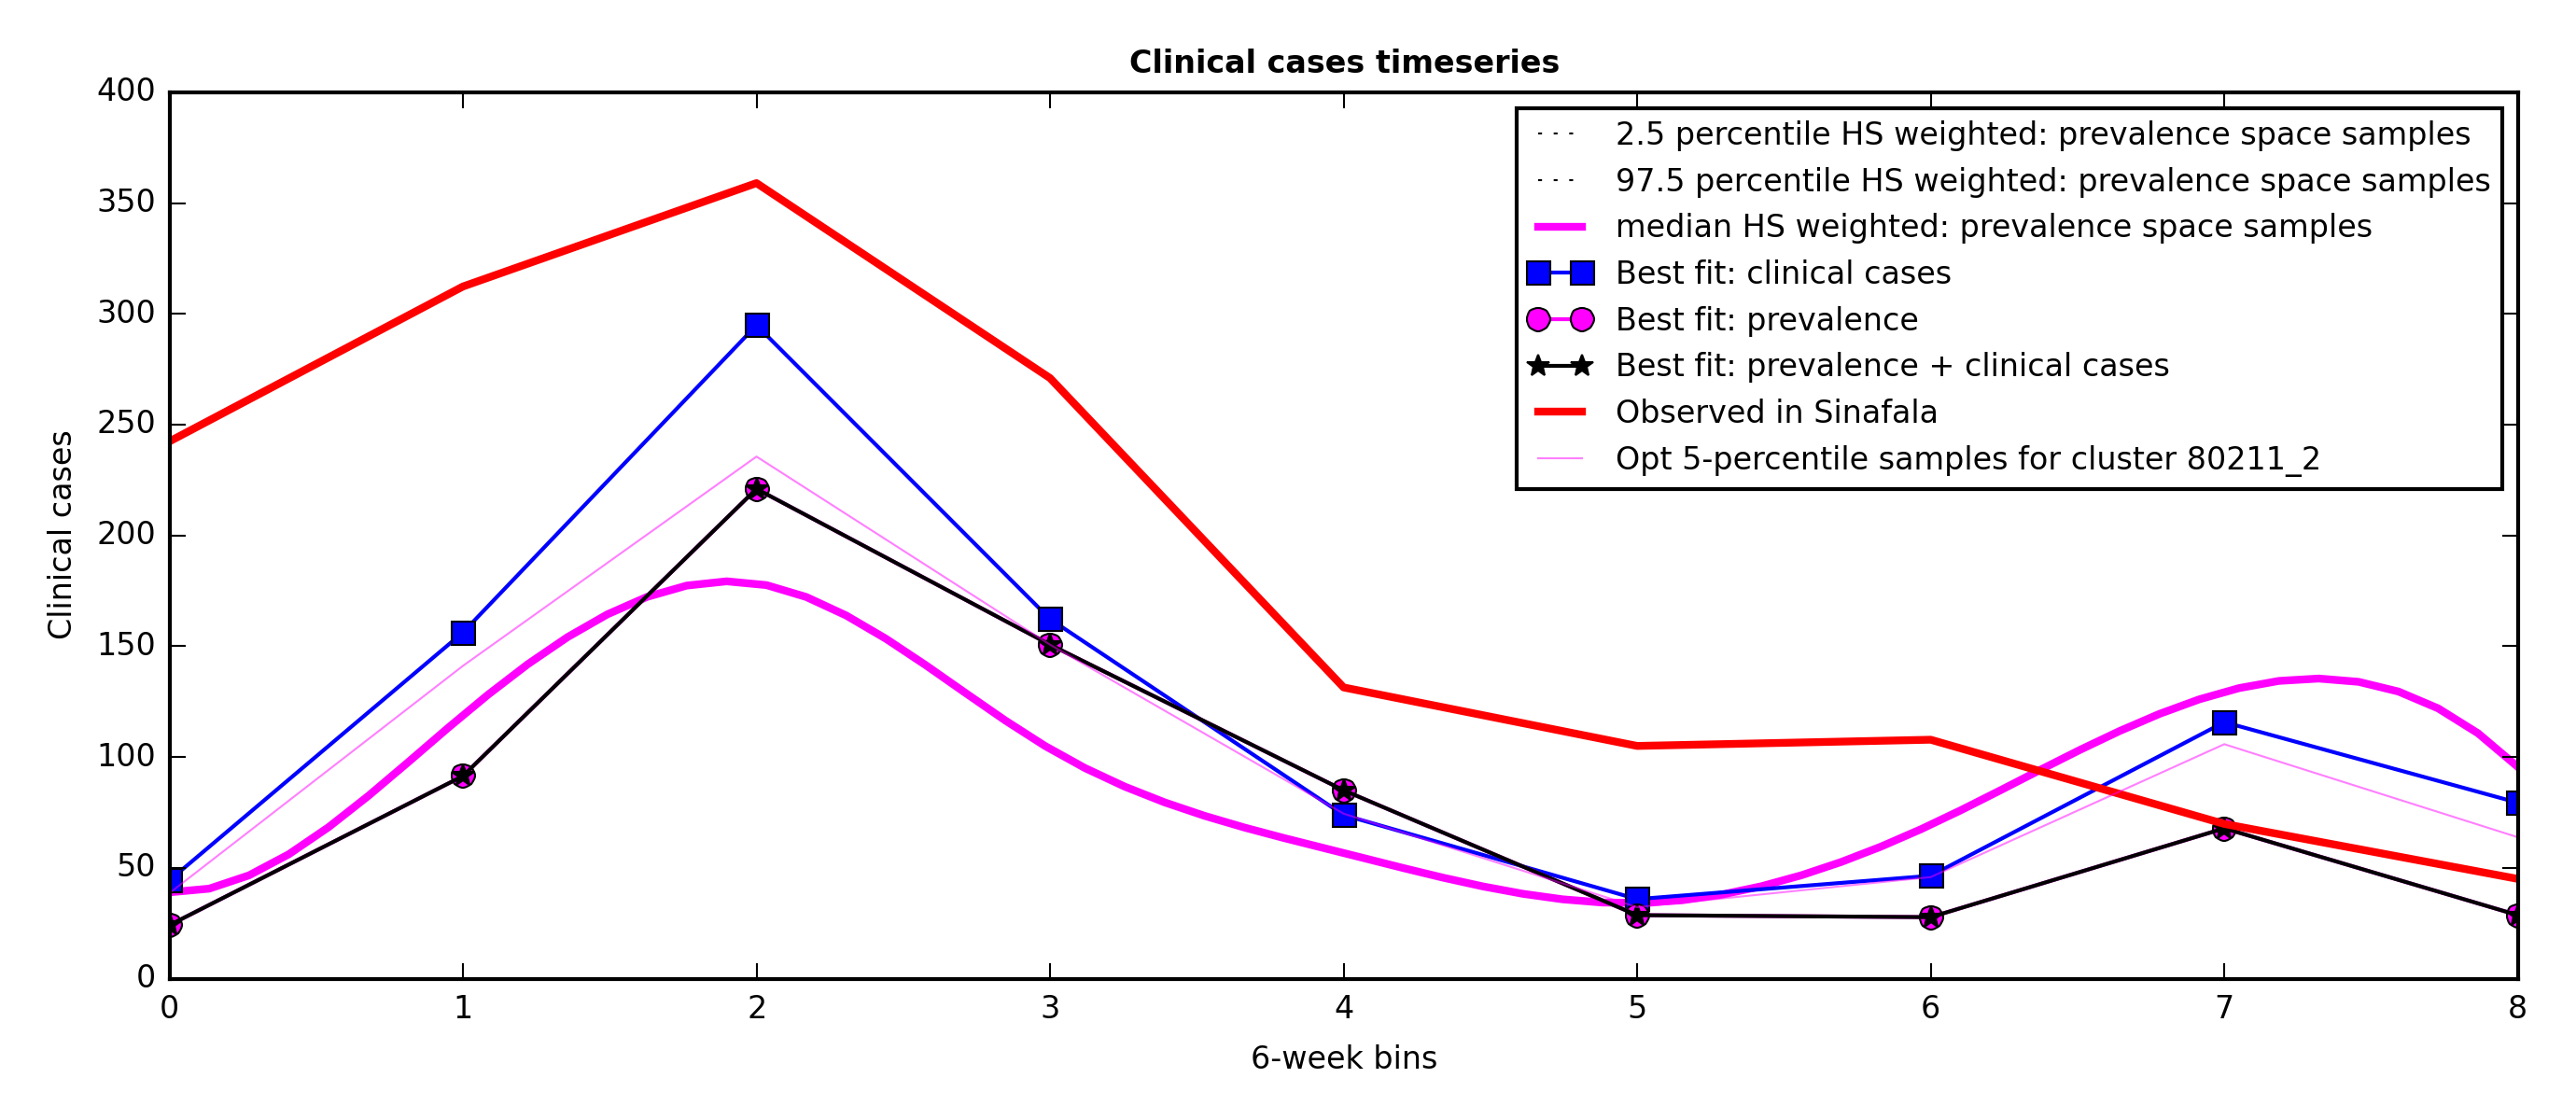 Clinical cases timeseries
400
350
300
250
200
150
100
50
0
Clinical cases
2.5 percentile HS weighted: prevalence space samples
97.5 percentile HS weighted: prevalence space samples
median HS weighted: prevalence space samples
Best fit: clinical cases
Best fit: prevalence
Best fit: prevalence + clinical cases
Observed in Sinafala
Opt 5-percentile samples for cluster 80211_2
0 1 2 3 4 5 6 7 8
6-week bins